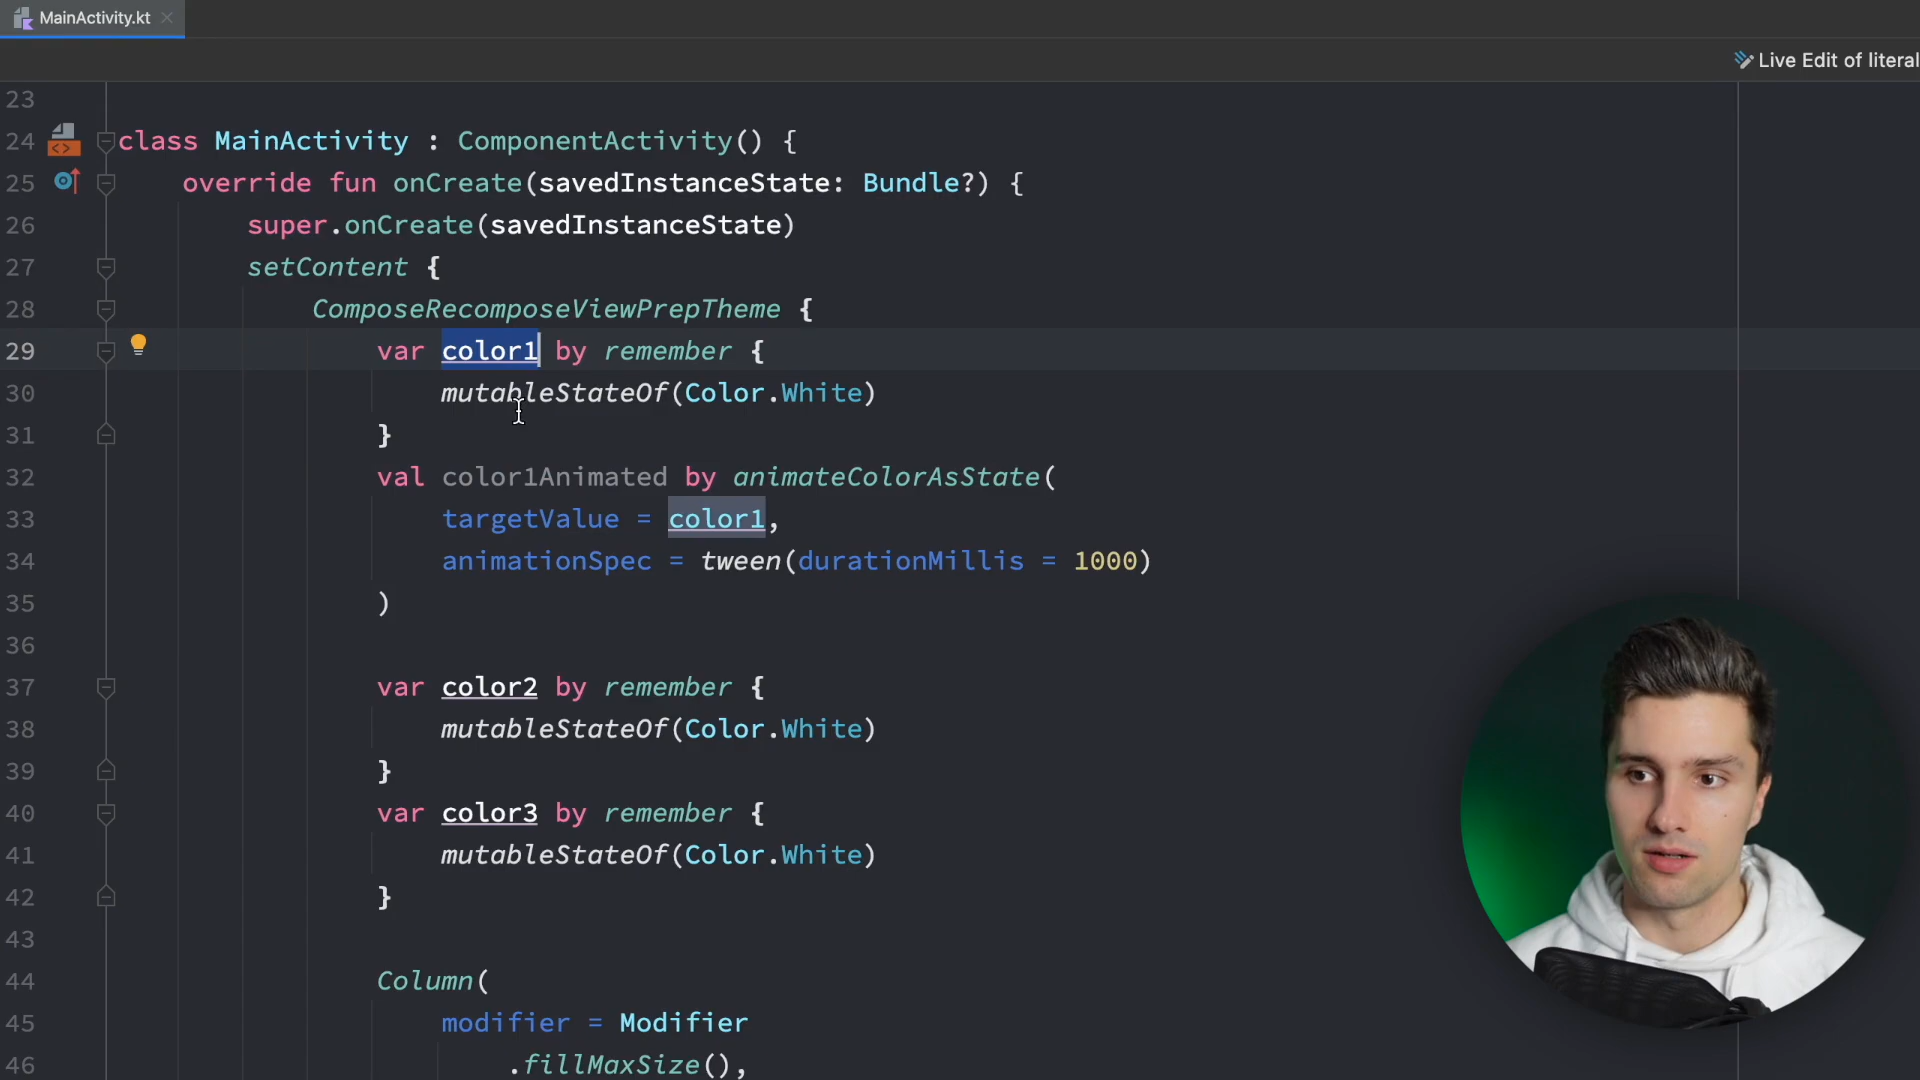 MainActivity.kt
Live Edit of literal
23
24 class MainActivity : ComponentActivity() {
25 override fun onCreate(savedInstanceState: Bundle?) {
26 super.onCreate(savedInstanceState)
27 setContent {
28 ComposeRecomposeViewPrepTheme {
29 var color1 by remember {
30 mutableStateOf(Color.White)
31 }
32 val color1Animated by animateColorAsState(
33 targetValue = color1,
34 animationSpec = tween(durationMillis = 1000)
35 )
36
37 var color2 by remember {
38 mutableStateOf(Color.White)
39 }
40 var color3 by remember {
41 mutableStateOf(Color.White)
42 }
43
44 Column(
45 modifier = Modifier
46 .fillMaxSize(),